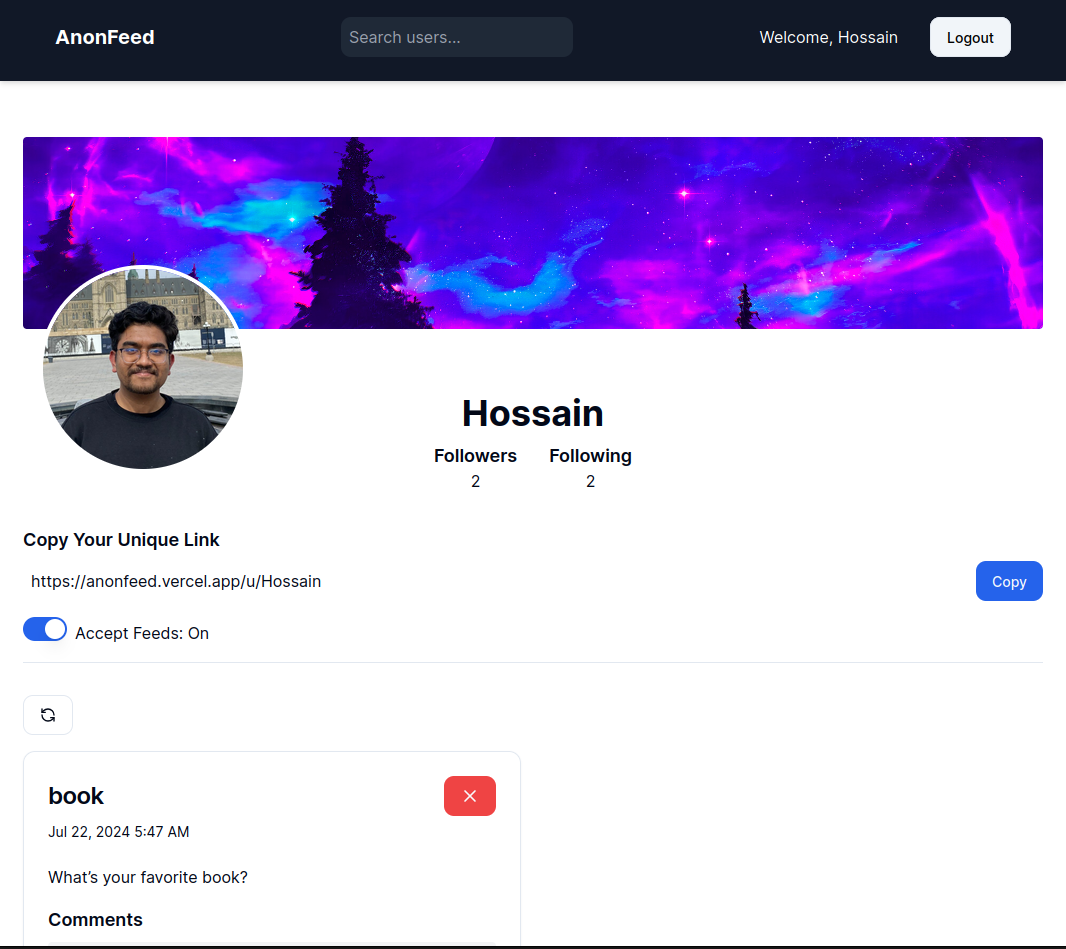 AnonFeed
Search users...
Welcome, Hossain
Logout
Hossain
Followers Following
2 2
Copy Your Unique Link
https://anonfeed.vercel.app/u/Hossain
Copy
Accept Feeds: On
book
Jul 22, 2024 5:47 AM
What’s your favorite book?
Comments